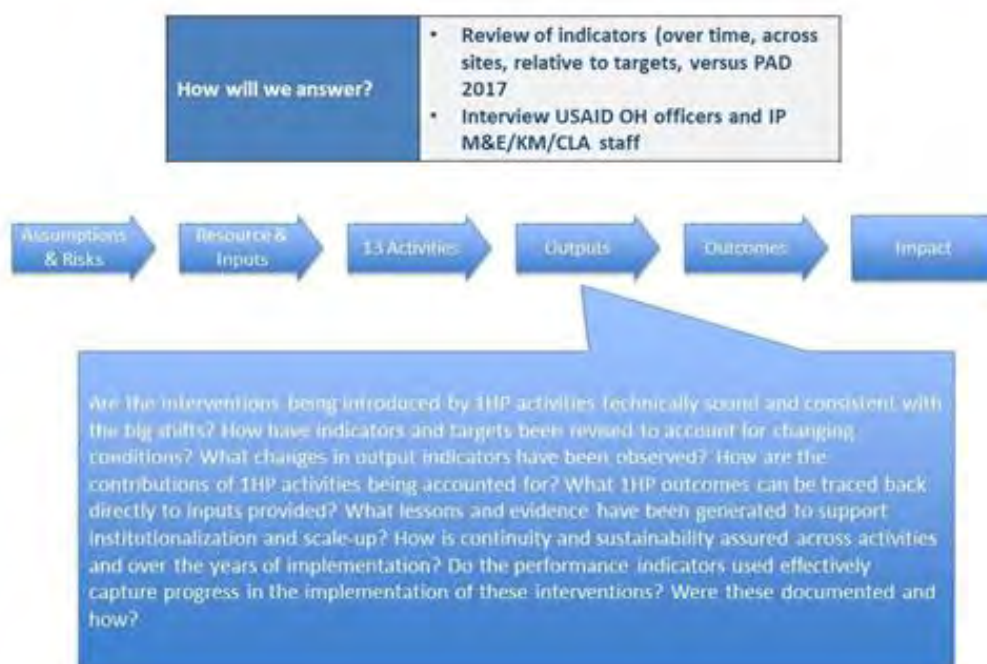 How will we answer?
• Review of indicators (over time, across
sites, relative to targets, versus PAD
2017
• Interview USAID OH officers and IP
M&E/KM/CLA staff
Assumptions
& Risks
Resource &
Inputs
13 Activities
Outputs
Outcomes
Impact
Are the interventions being introduced by 1HP activities technically sound and consistent with
the big shifts? How have indicators and targets been revised to account for changing
conditions? What changes in output indicators have been observed? How are the
contributions of 1HP activities being accounted for? What 1HP outcomes can be traced back
directly to inputs provided? What lessons and evidence have been generated to support
institutionalization and scale-up? How is continuity and sustainability assured across activities
and over the years of implementation? Do the performance indicators used effectively
capture progress in the implementation of these interventions? Were these documented and
how?